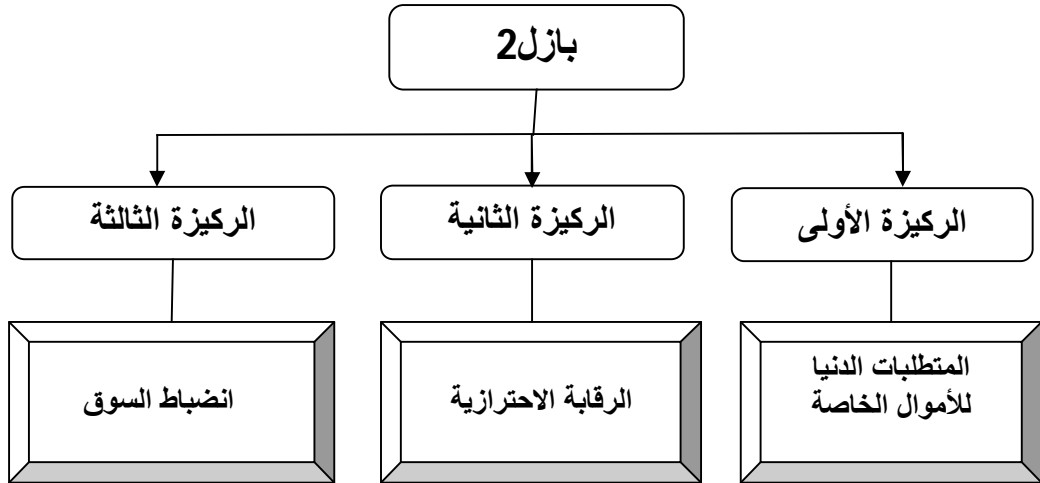 بازل2
الركيزة الأولى
الركيزة الثانية
الركيزة الثالثة
المتطلبات الدنيا
للأموال الخاصة
الرقابة الاحترازية
انضباط السوق